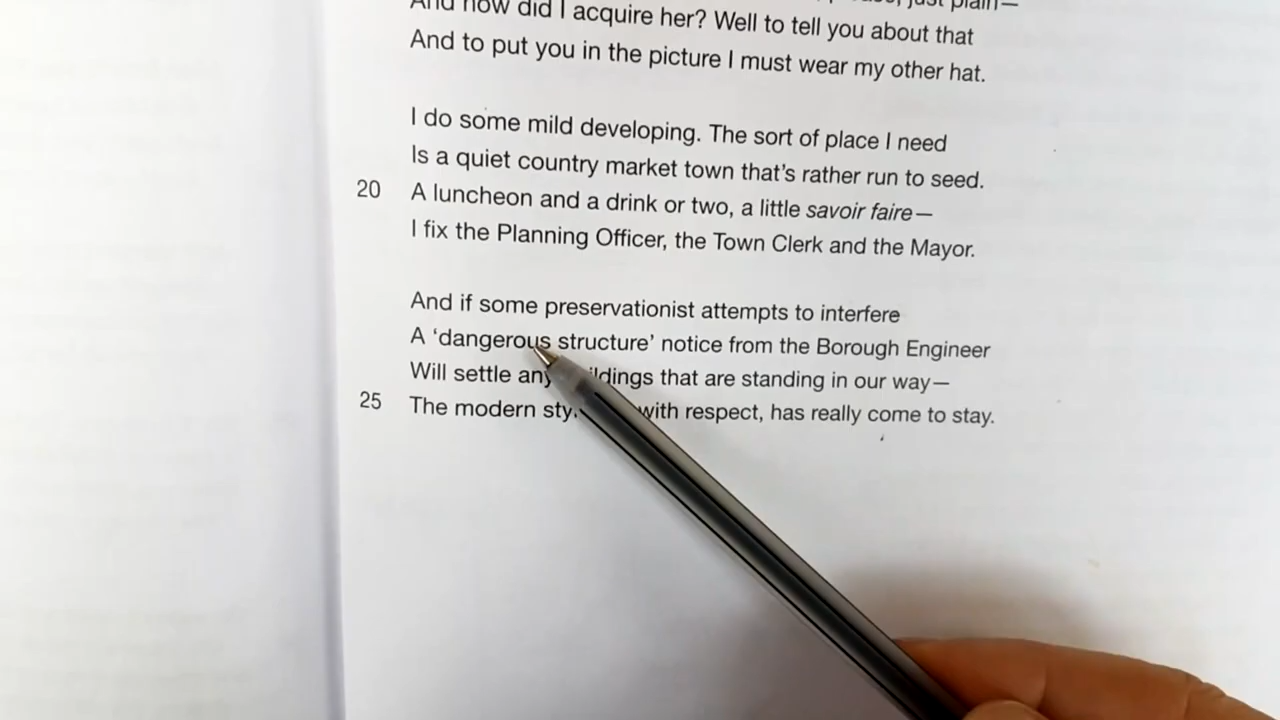 just plain—
And how did I acquire her? Well to tell you about that
And to put you in the picture I must wear my other hat.
I do some mild developing. The sort of place I need
Is a quiet country market town that's rather run to seed.
20 A luncheon and a drink or two, a little savoir faire—
I fix the Planning Officer, the Town Clerk and the Mayor.
And if some preservationist attempts to interfere
A ‘dangerous structure’ notice from the Borough Engineer
Will settle any that are standing in our way—
25 The modern with respect, has really come to stay.